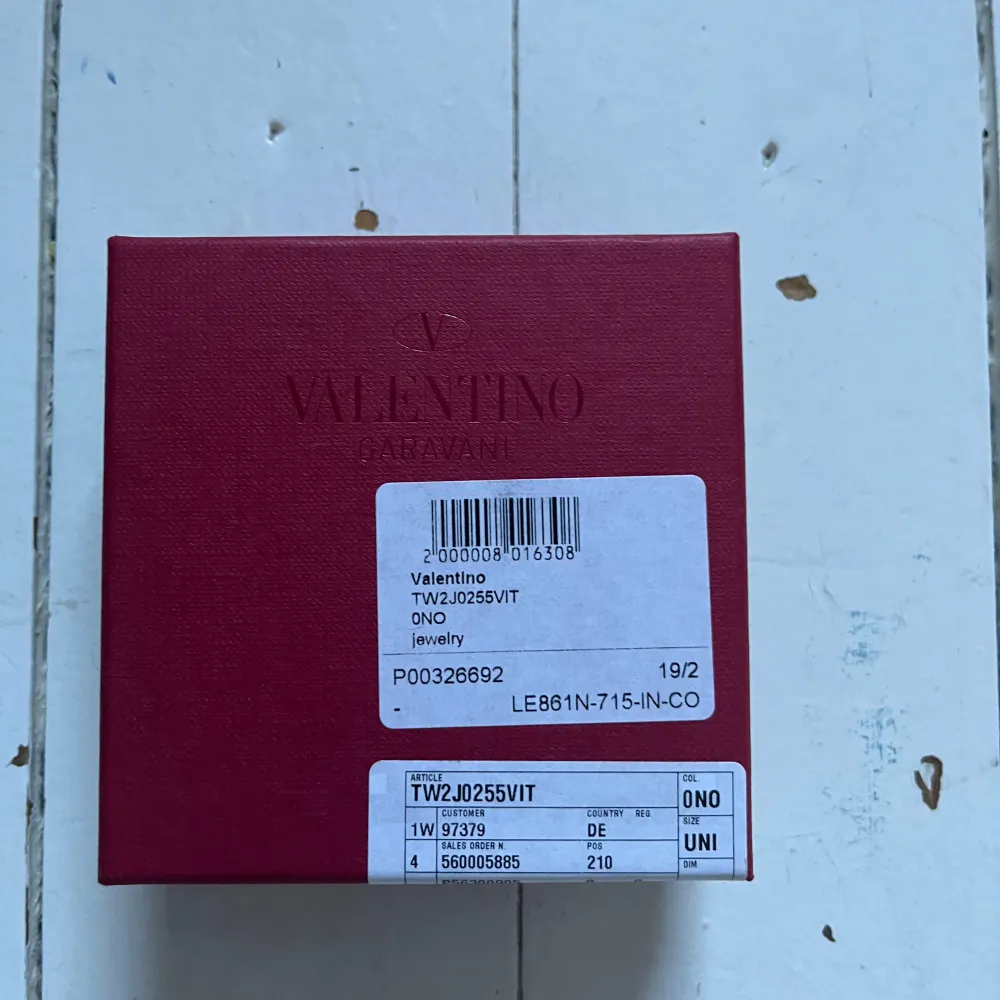 V
VALENTINO
GARAVANI
2 000008 016308
Valentino
TW2J0255VIT
0NO
jewelry
P00326692 19/2
- LE861N-715-IN-CO
ARTICLE COL.
TW2J0255VIT 0NO
CUSTOMER COUNTRY REG. SIZE
1W 97379 DE UNI
SALES ORDER N. POS DIM
4 560005885 210